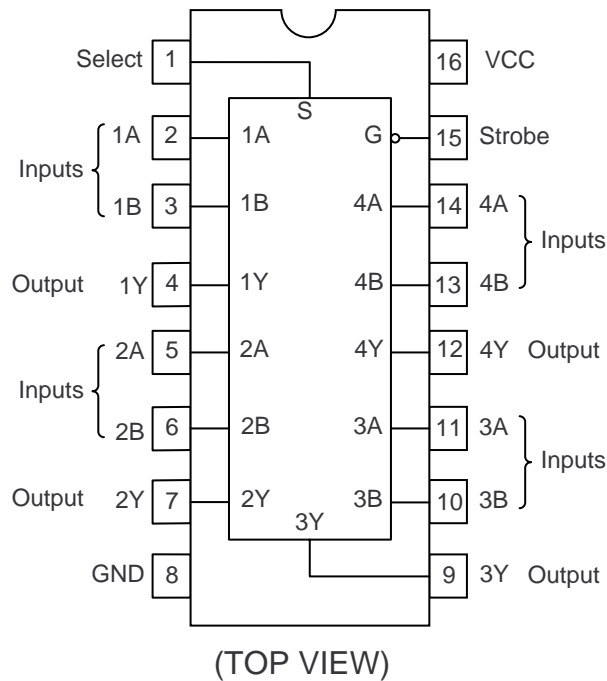 Select 1 16 VCC
S
1A 2 1A G 15 Strobe
Inputs
1B 3 1B 4A 14 4A
Inputs
Output 1Y 4 1Y 4B 13 4B
2A 5 2A 4Y 12 4Y Output
Inputs
2B 6 2B 3A 11 3A
Inputs
Output 2Y 7 2Y 3B 10 3B
3Y
GND 8 9 3Y Output
(TOP VIEW)